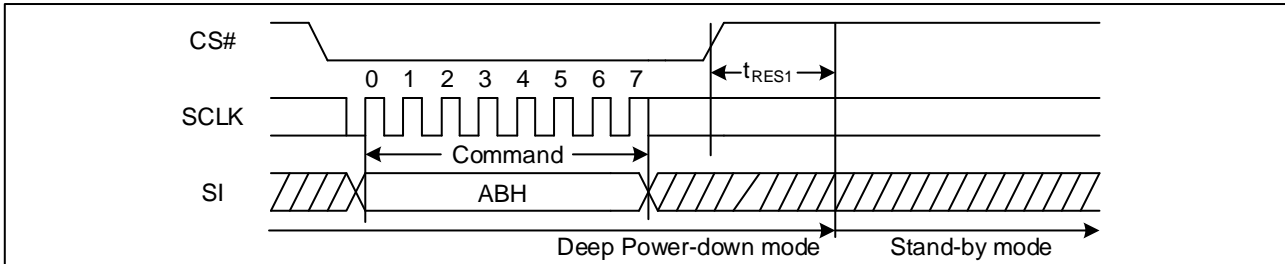 CS#
tRES1
0 1 2 3 4 5 6 7
SCLK
Command
SI
ABH
Deep Power-down mode Stand-by mode